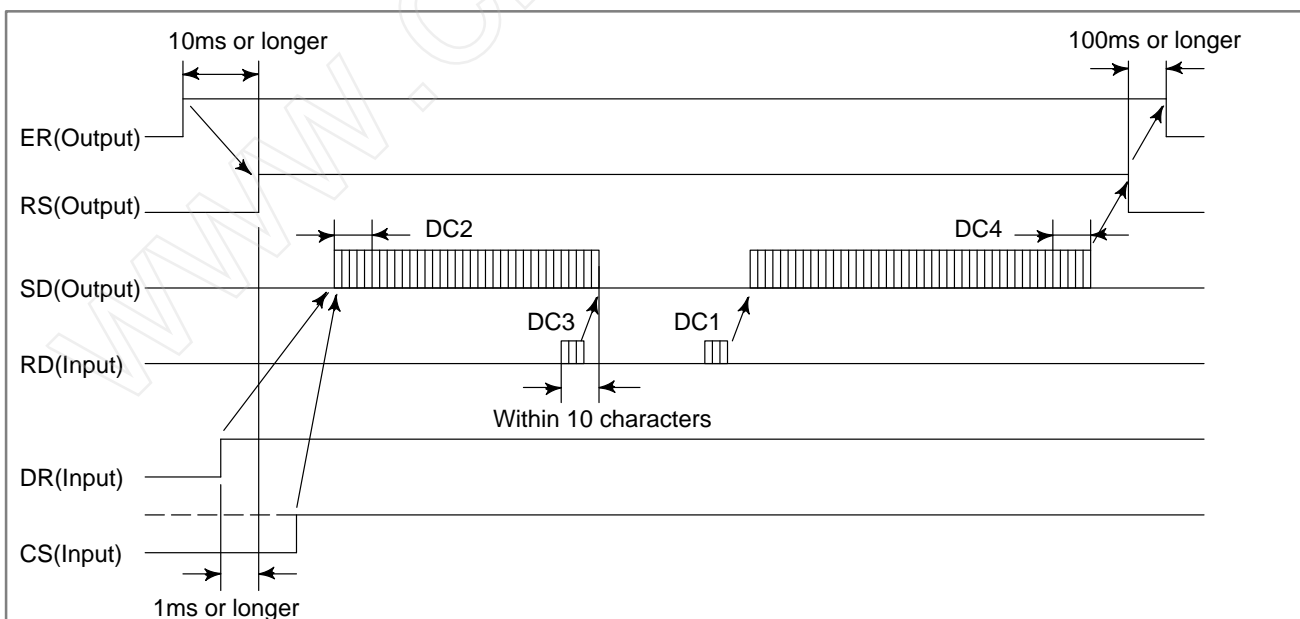 10ms or longer
100ms or longer
ER(Output)
RS(Output)
DC2
DC4
SD(Output)
DC3
DC1
RD(Input)
Within 10 characters
DR(Input)
CS(Input)
1ms or longer